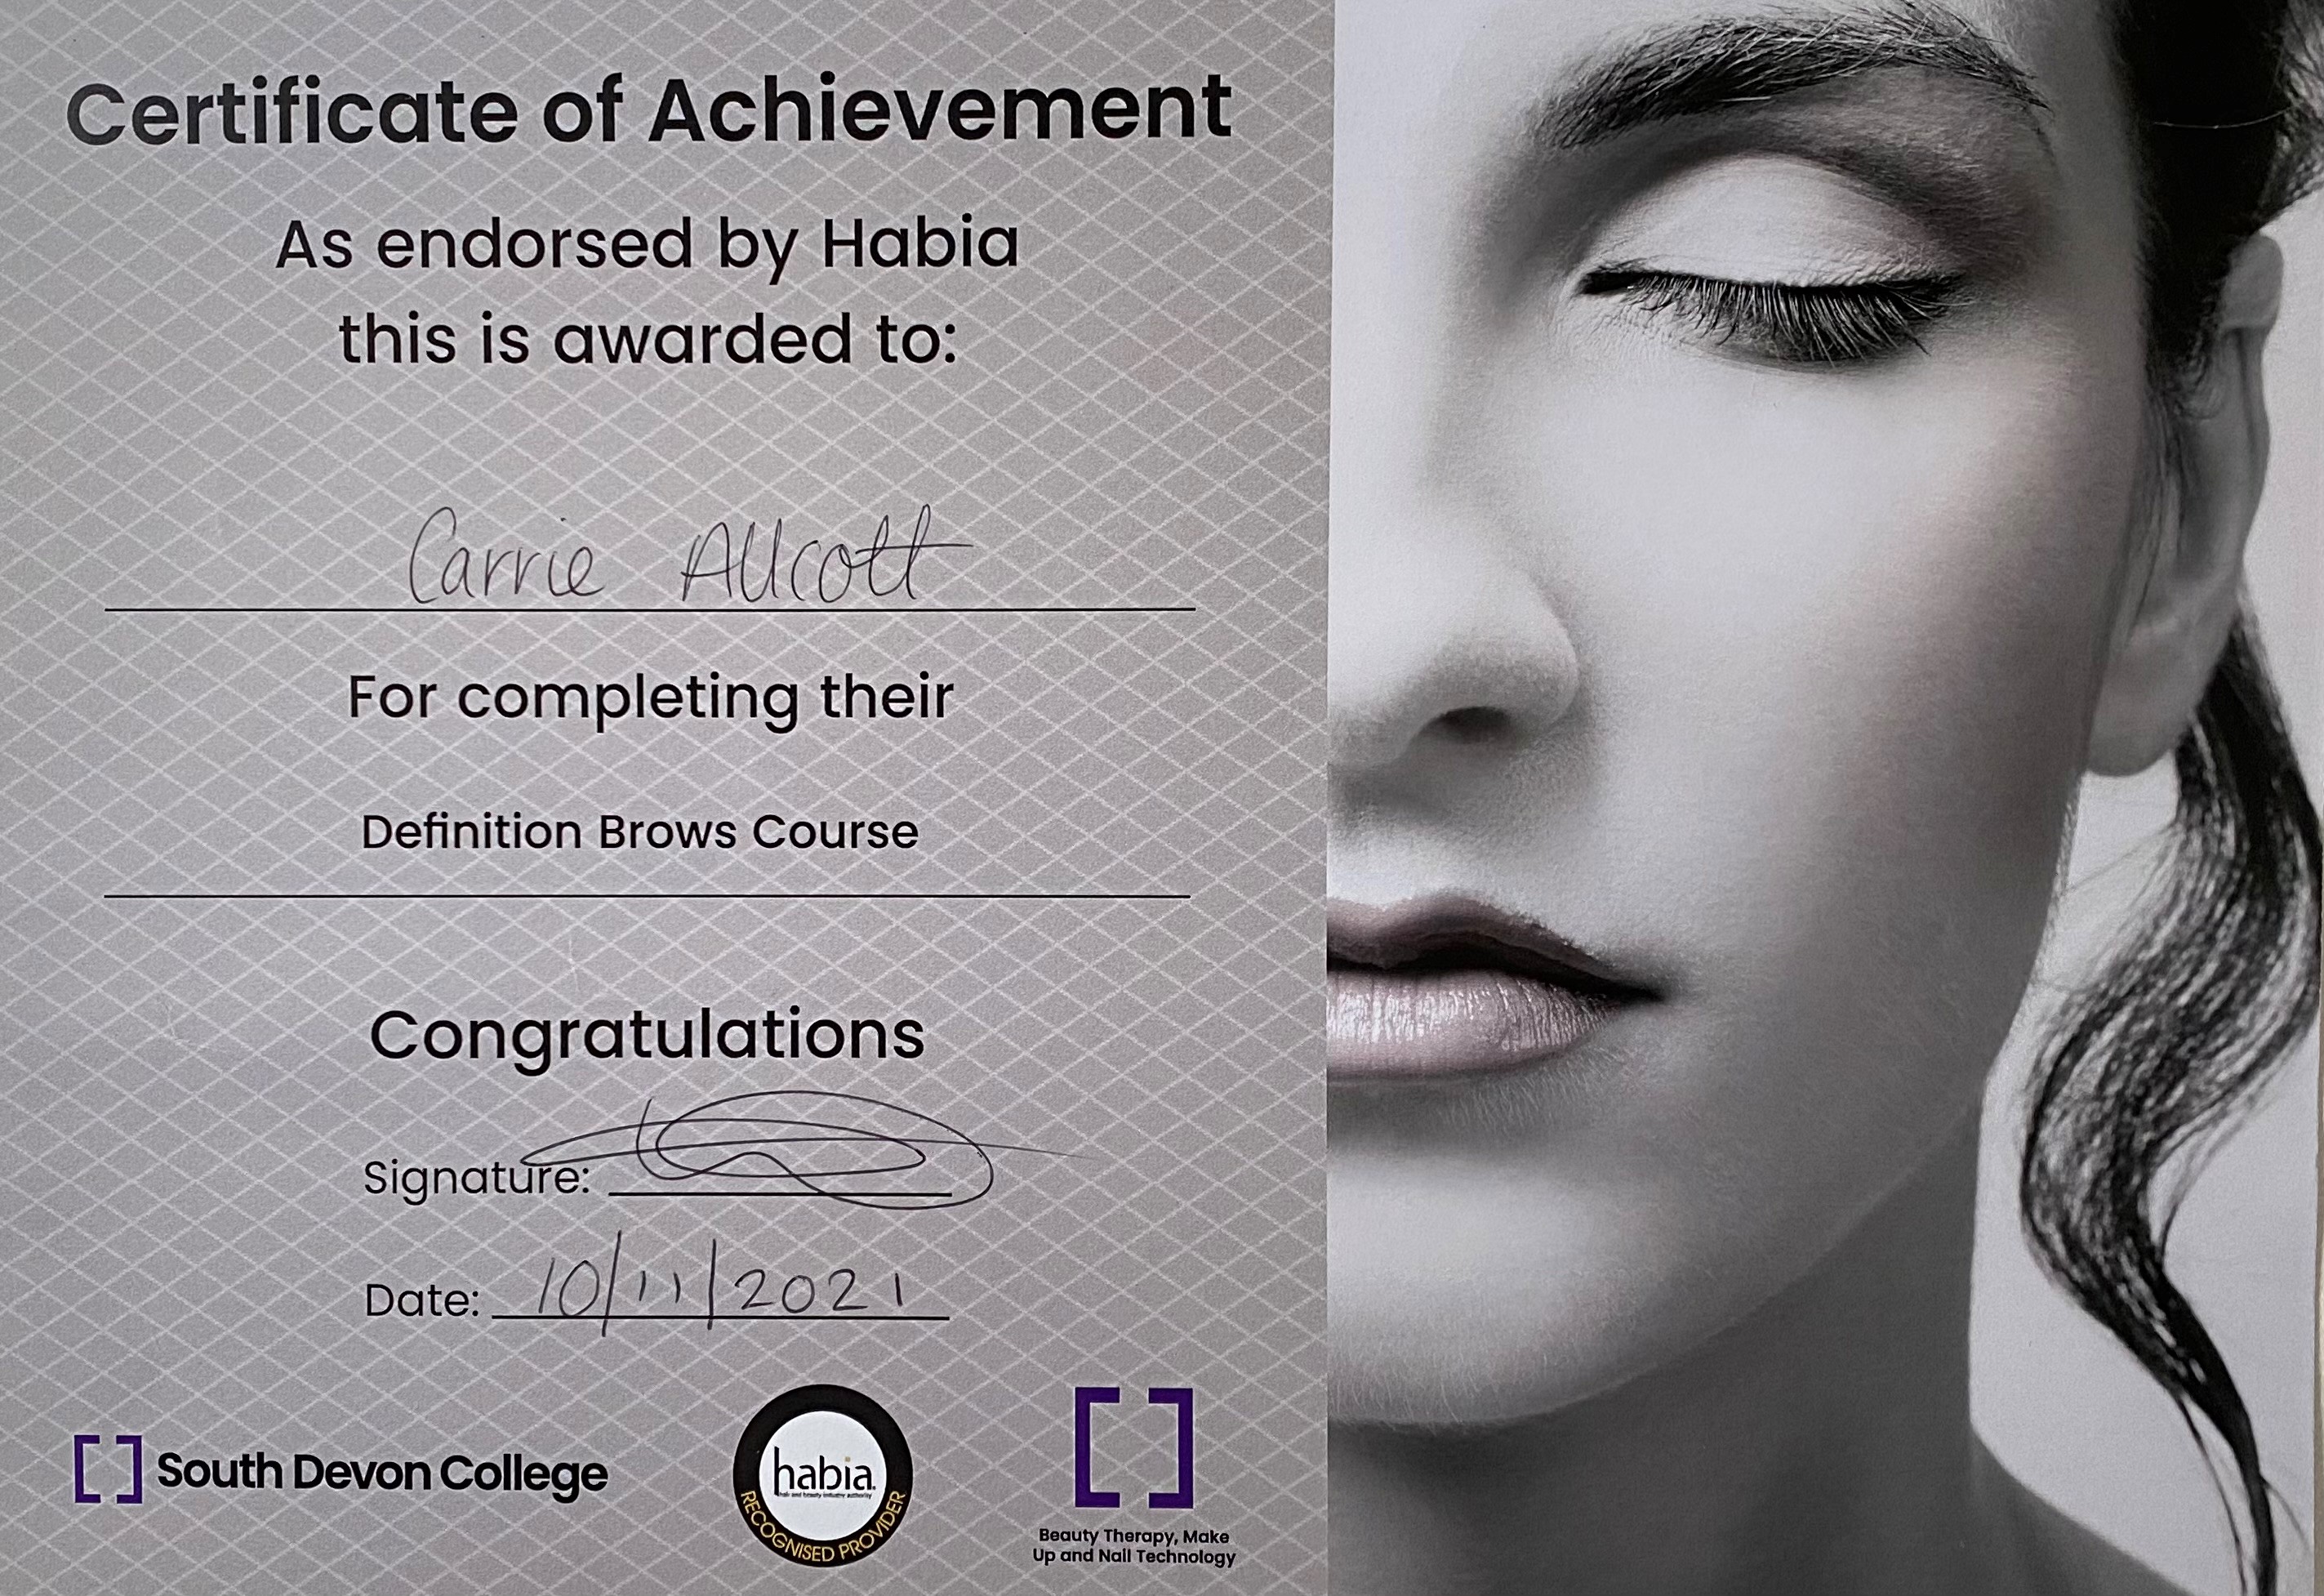 Certificate of Achievement
As endorsed by Habia
this is awarded to:
Carrie Allcott
For completing their
Definition Brows Course
Congratulations
Signature:
Date: 10/11/2021
South Devon College
habia
hair and beauty industry authority
RECOGNISED PROVIDER
Beauty Therapy, Make
Up and Nail Technology